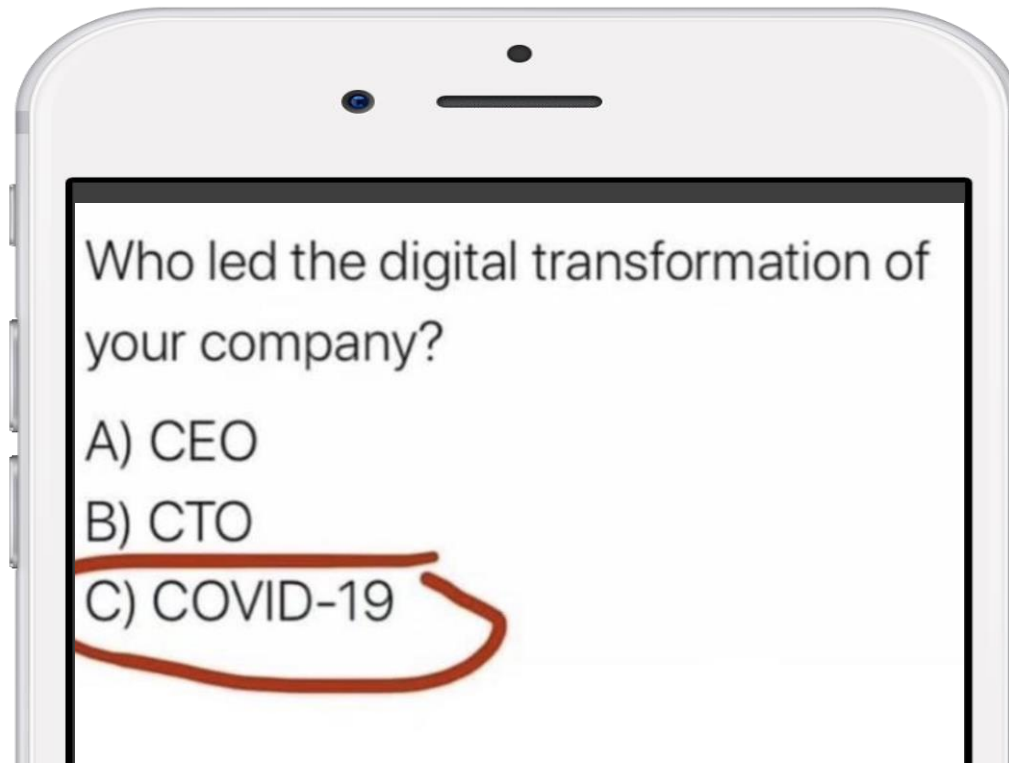 Who led the digital transformation of
your company?
A) CEO
B) CTO
C) COVID-19